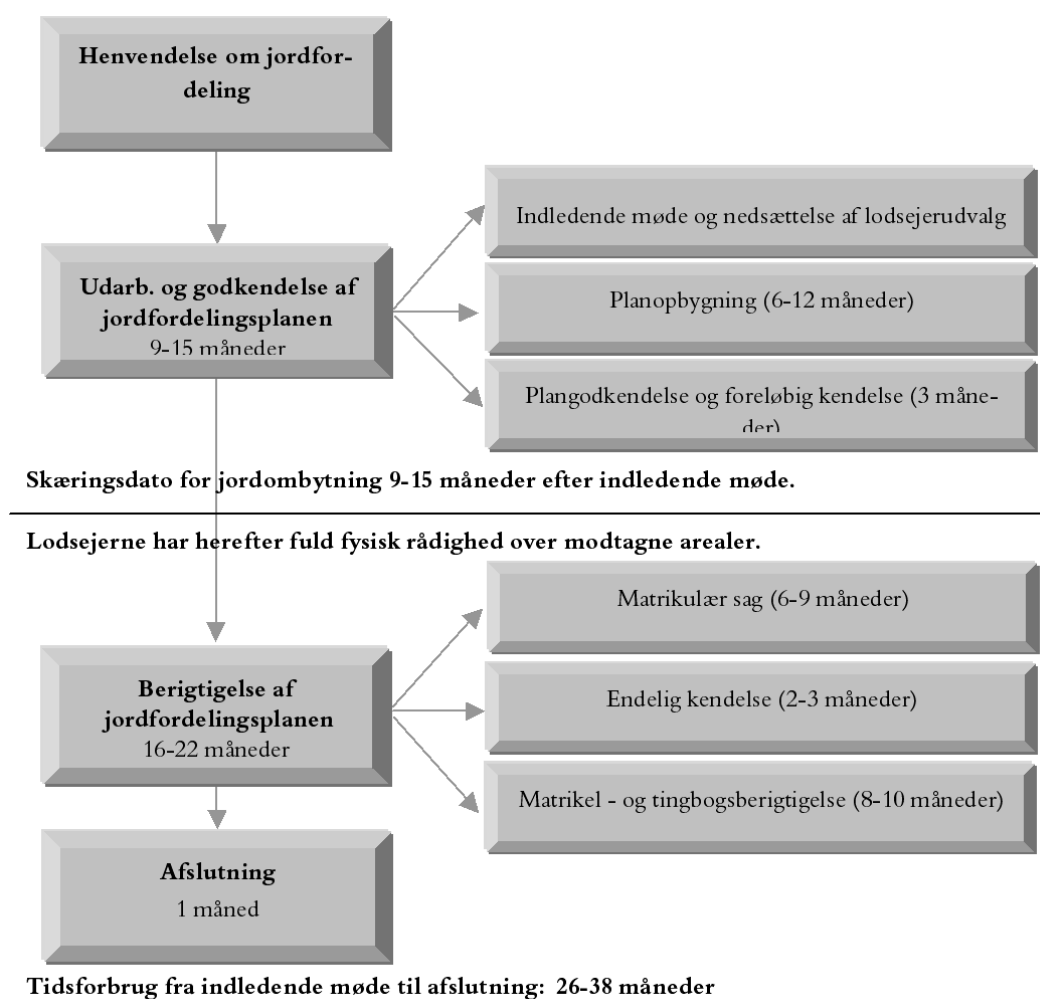 Henvendelse om jordfor-
deling
Udarb. og godkendelse af
jordfordelingsplanen
9-15 måneder
Indledende møde og nedsættelse af lodsejerudvalg
Planopbygning (6-12 måneder)
Plangodkendelse og foreløbig kendelse (3 måne-
der)
Skæringsdato for jordombytning 9-15 måneder efter indledende møde.
Lodsejerne har herefter fuld fysisk rådighed over modtagne arealer.
Berigtigelse af
jordfordelingsplanen
16-22 måneder
Matrikulær sag (6-9 måneder)
Endelig kendelse (2-3 måneder)
Matrikel - og tingbogsberigtigelse (8-10 måneder)
Afslutning
1 måned
Tidsforbrug fra indledende møde til afslutning: 26-38 måneder